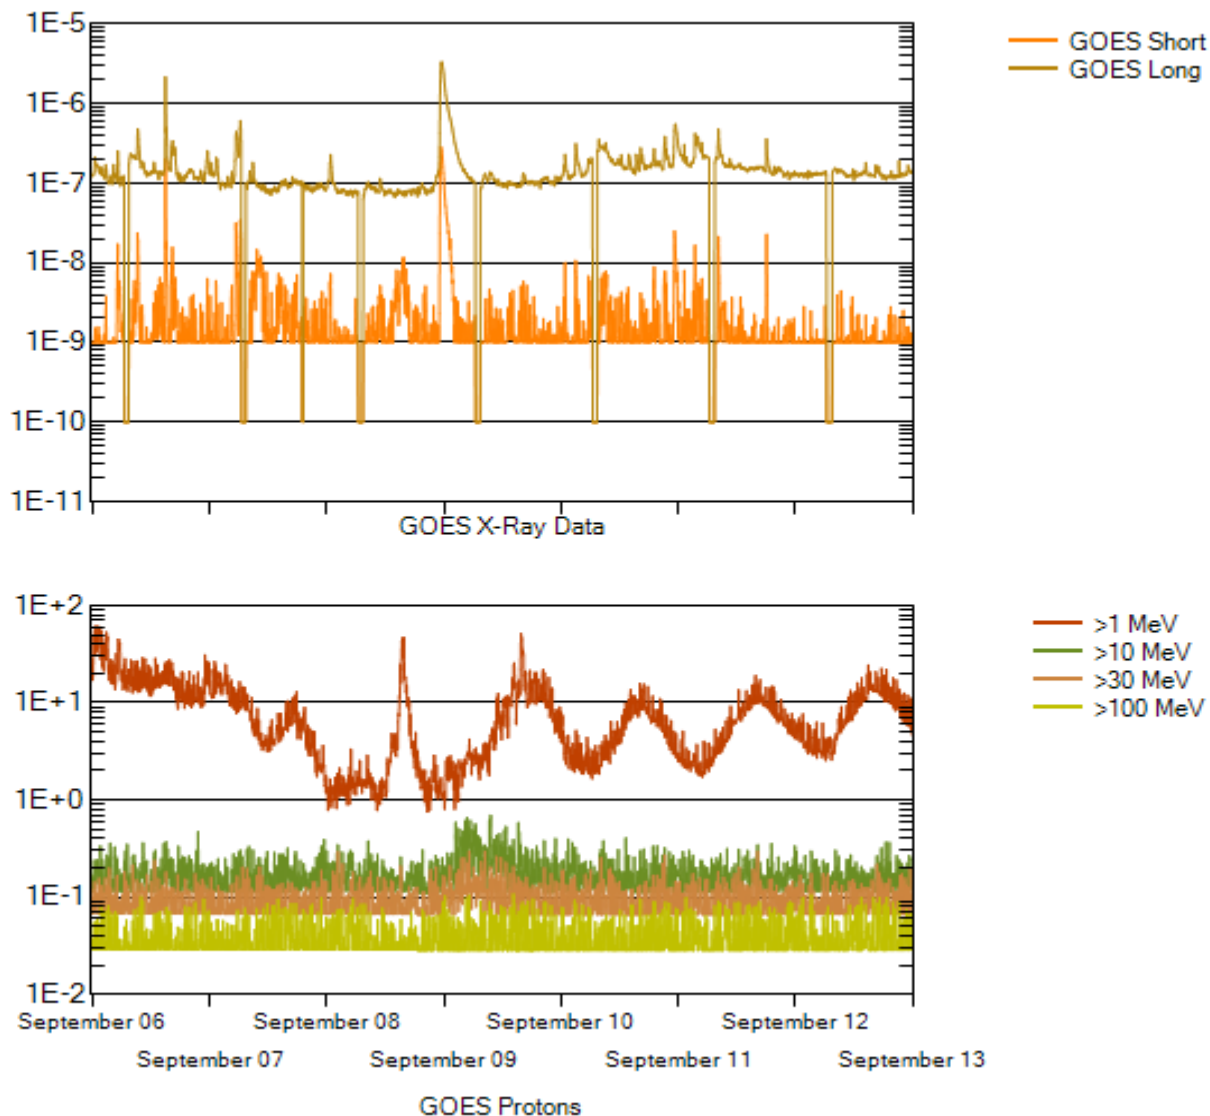 1E-5
1E-6
1E-7
1E-8
1E-9
1E-10
1E-11
GOES Short
GOES Long
GOES X-Ray Data
1E+2
1E+1
1E+0
1E-1
1E-2
>1 MeV
>10 MeV
>30 MeV
>100 MeV
September 06
September 08
September 10
September 12
September 07
September 09
September 11
September 13
GOES Protons